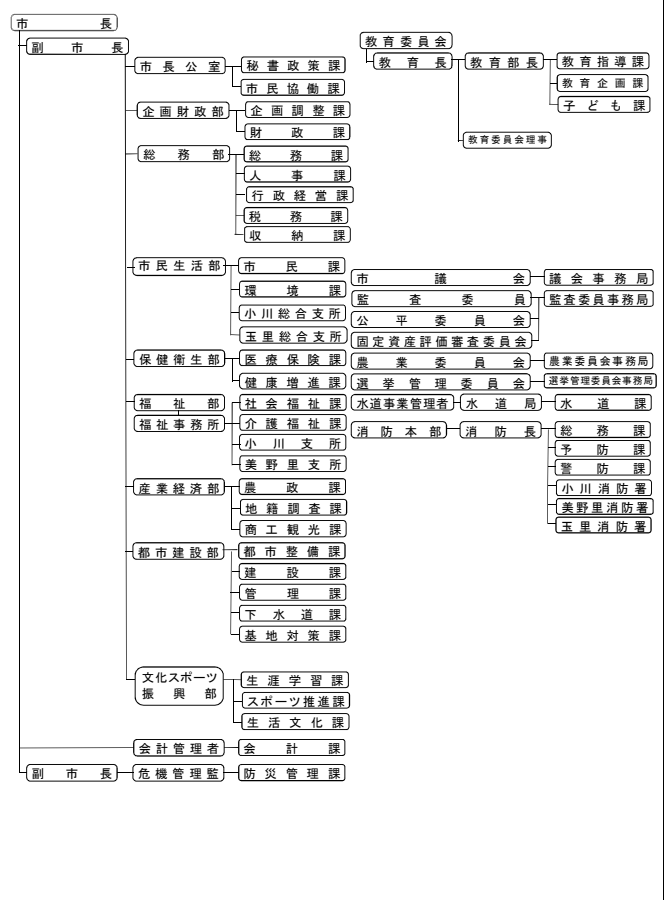 市長
副市長
市長公室
秘書政策課
市民協働課
企画財政部
企画調整課
財政課
総務部
総務課
人事課
行政経営課
税務課
収納課
市民生活部
市民課
環境課
小川総合支所
玉里総合支所
保健衛生部
医療保険課
健康増進課
福祉部
福祉事務所
社会福祉課
介護福祉課
小川支所
美野里支所
産業経済部
農政課
地籍調査課
商工観光課
都市建設部
都市整備課
建設課
管理課
下水道課
基地対策課
文化スポーツ
振興部
生涯学習課
スポーツ推進課
生活文化課
会計管理者
会計課
副市長
危機管理監
防災管理課
教育委員会
教育長
教育部長
教育指導課
教育企画課
子ども課
教育委員会理事
市議会
議会事務局
監査委員
監査委員事務局
公平委員会
固定資産評価審査委員会
農業委員会
農業委員会事務局
選挙管理委員会
選挙管理委員会事務局
水道事業管理者
水道局
水道課
消防本部
消防長
総務課
予防課
警防課
小川消防署
美野里消防署
玉里消防署